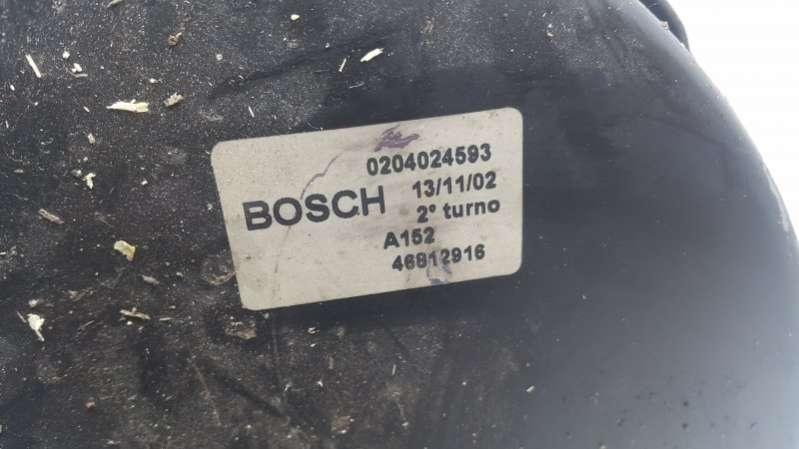 0204024593
BOSCH 13/11/02
2° turno
A152
46812916